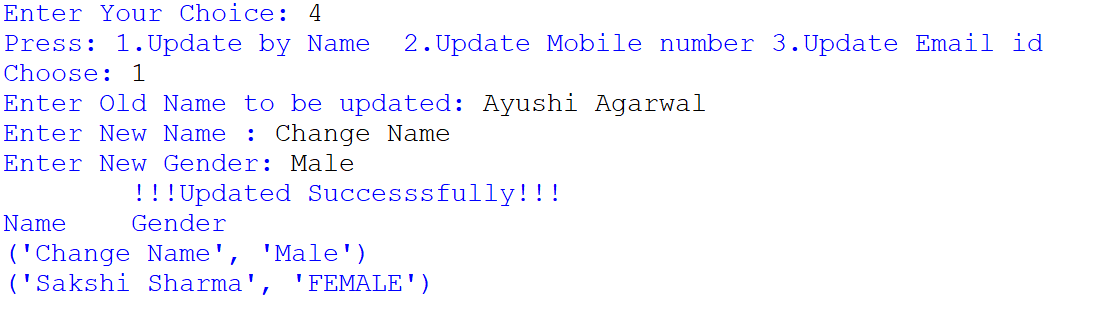 Enter Your Choice: 4
Press: 1.Update by Name  2.Update Mobile number 3.Update Email id
Choose: 1
Enter Old Name to be updated: Ayushi Agarwal
Enter New Name : Change Name
Enter New Gender: Male
!!!Updated Successsfully!!!
Name    Gender
('Change Name', 'Male')
('Sakshi Sharma', 'FEMALE')